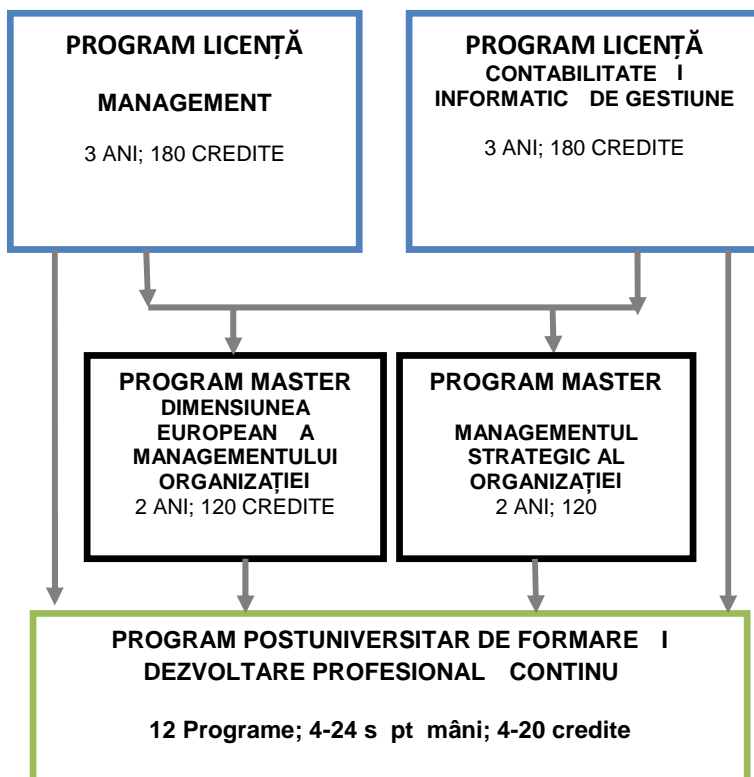 PROGRAM LICENȚĂ
MANAGEMENT
3 ANI; 180 CREDITE
PROGRAM LICENȚĂ
CONTABILITATE I
INFORMATIC DE GESTIUNE
3 ANI; 180 CREDITE
PROGRAM MASTER
DIMENSIUNEA
EUROPEAN A
MANAGEMENTULUI
ORGANIZAȚIEI
2 ANI; 120 CREDITE
PROGRAM MASTER
MANAGEMENTUL
STRATEGIC AL
ORGANIZAȚIEI
2 ANI; 120
PROGRAM POSTUNIVERSITAR DE FORMARE I
DEZVOLTARE PROFESIONAL CONTINU
12 Programe; 4-24 s pt mâni; 4-20 credite